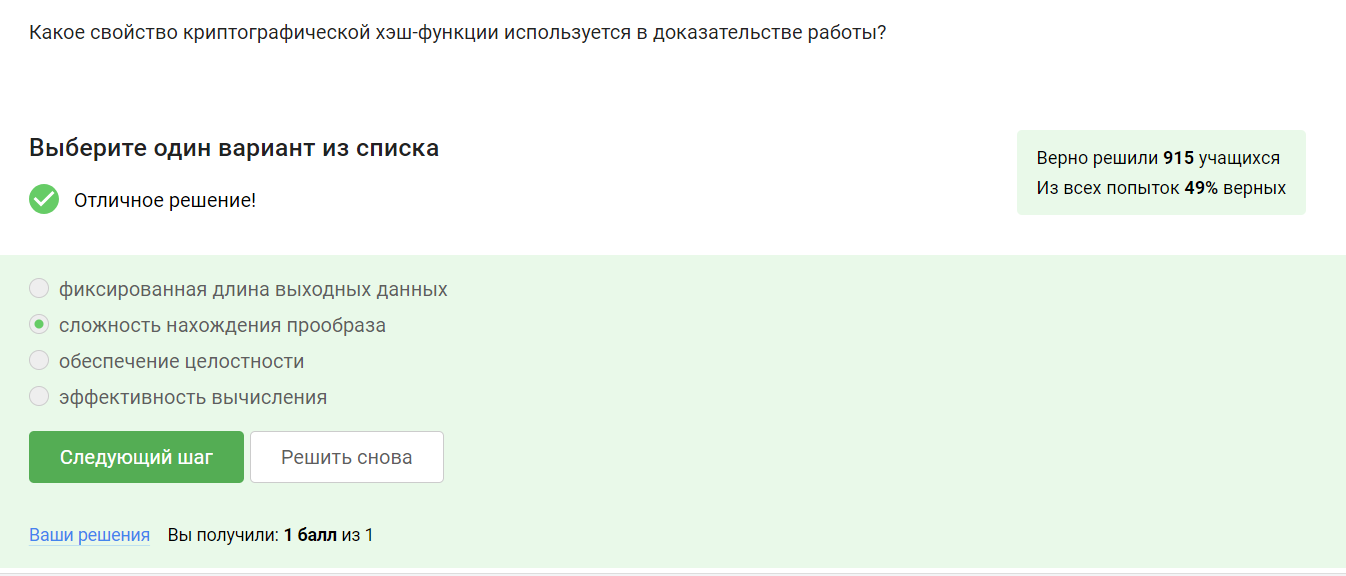 Какое свойство криптографической хэш-функции используется в доказательстве работы?
Выберите один вариант из списка
Отличное решение!
Верно решили 915 учащихся
Из всех попыток 49% верных
фиксированная длина выходных данных
сложность нахождения прообраза
обеспечение целостности
эффективность вычисления
Следующий шаг
Решить снова
Ваши решения Вы получили: 1 балл из 1